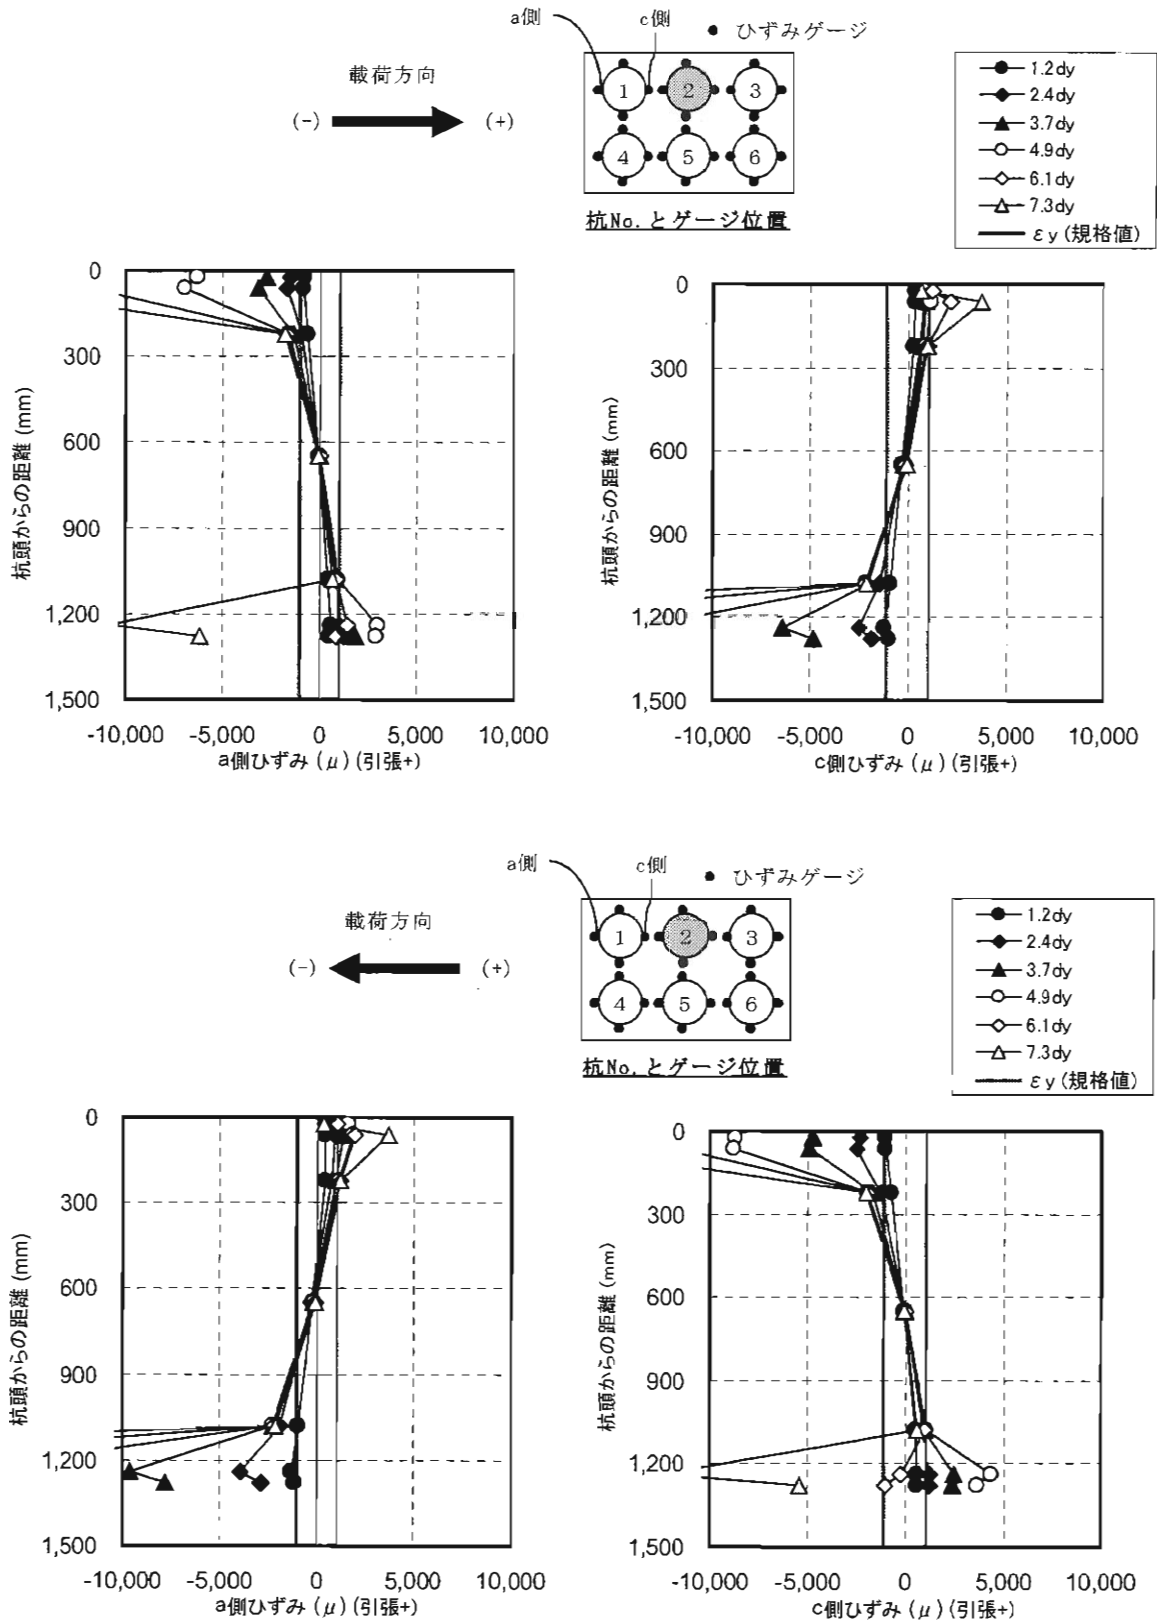 a側
c側
ひずみゲージ
載荷方向
(-)
(+)
1
2
3
4
5
6
杭No.とゲージ位置
1.2dy
2.4dy
3.7dy
4.9dy
6.1dy
7.3dy
εy(規格値)
杭頭からの距離(mm)
0
300
600
900
1,200
1,500
-10,000
-5,000
0
5,000
10,000
a側ひずみ(μ)(引張+)
杭頭からの距離(mm)
0
300
600
900
1,200
1,500
-10,000
-5,000
0
5,000
10,000
c側ひずみ(μ)(引張+)
a側
c側
ひずみゲージ
載荷方向
(-)
(+)
1
2
3
4
5
6
杭No.とゲージ位置
1.2dy
2.4dy
3.7dy
4.9dy
6.1dy
7.3dy
εy(規格値)
杭頭からの距離(mm)
0
300
600
900
1,200
1,500
-10,000
-5,000
0
5,000
10,000
a側ひずみ(μ)(引張+)
杭頭からの距離(mm)
0
300
600
900
1,200
1,500
-10,000
-5,000
0
5,000
10,000
c側ひずみ(μ)(引張+)